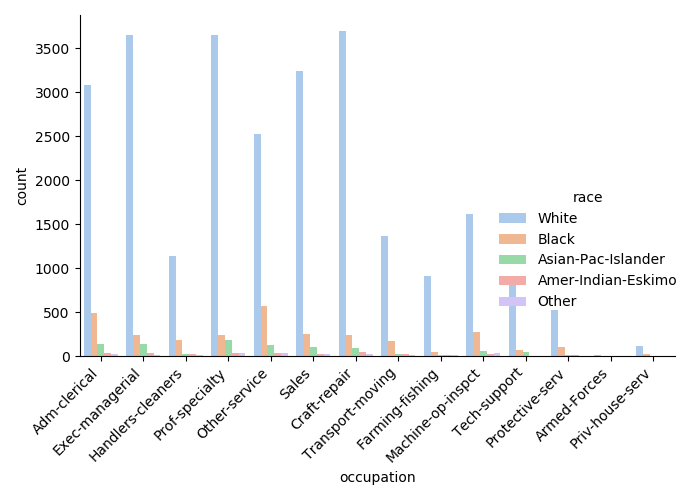 3500
3000
2500
2000
1500
1000
500
0
count
race
White
Black
Asian-Pac-Islander
Amer-Indian-Eskimo
Other
Adm-clerical
Exec-managerial
Handlers-cleaners
Prof-specialty
Other-service
Sales
Craft-repair
Transport-moving
Farming-fishing
Machine-op-inspct
Tech-support
Protective-serv
Armed-Forces
Priv-house-serv
occupation